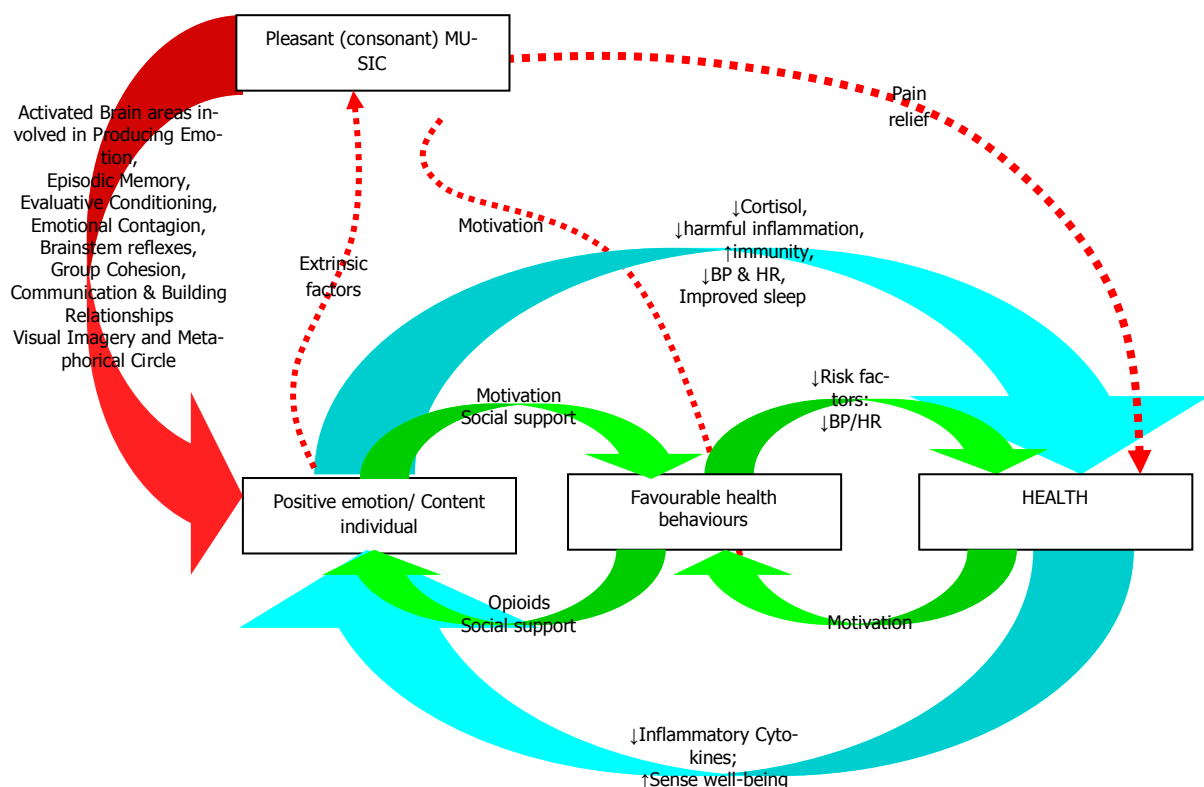 Pleasant (consonant) MU-
SIC
Activated Brain areas in-
volved in Producing Emo-
tion,
Episodic Memory,
Evaluative Conditioning,
Emotional Contagion,
Brainstem reflexes,
Group Cohesion,
Communication & Building
Relationships
Visual Imagery and Meta-
phorical Circle
Extrinsic
factors
Motivation
Pain
relief
↓Cortisol,
↓harmful inflammation,
↑immunity,
↓BP & HR,
Improved sleep
Motivation
Social support
↓Risk fac-
tors:
↓BP/HR
Positive emotion/ Content
individual
Favourable health
behaviours
HEALTH
Opioids
Social support
Motivation
↓Inflammatory Cyto-
kines;
↑Sense well-being